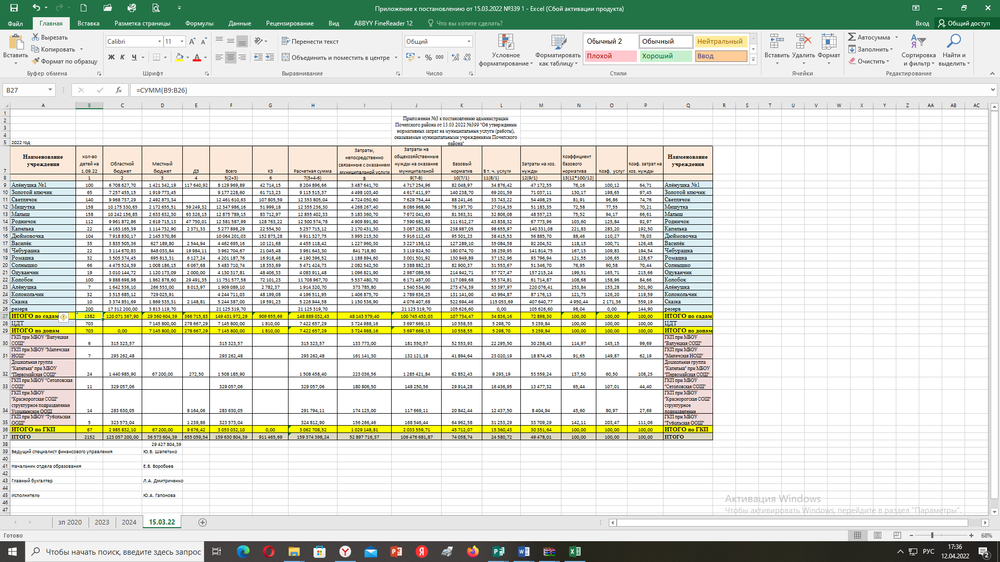 Приложение к постановлению от 15.03.2022 №339 1 - Excel (Сбой активации продукта)
Файл Главная Вставка Разметка страницы Формулы Данные Рецензирование Вид ABBYY FineReader 12 Что вы хотите сделать? Вход Общий доступ
Вставить
Вырезать
Копировать
Формат по образцу
Буфер обмена
Calibri 11
Ж К Ч
Шрифт
Перенести текст
Объединить и поместить в центре
Выравнивание
Общий
% 000
Число
Условное форматирование
Форматировать как таблицу
Обычный 2 Обычный Нейтральный
Плохой Хороший Ввод
Стили
Вставить Удалить Формат
Ячейки
Автосумма
Заполнить
Очистить
Сортировка и фильтр
Найти и выделить
Редактирование
B27 =СУММ(B9:B26)
A B C D E F G H I J K L M N O P Q R S T U V W X Y Z AA AB AC
1
2 Приложение №3 к постановлению администрации
3 Почепского района от 15.03.2022 №399 "Об утверждении
нормативных затрат на муниципальные услуги (работы),
4 оказываемые муниципальными учреждениями Почепского
5 2022 год района"
7 Наименование учреждения кол-во детей на 1.09.22 Областной бюджет Местный бюджет ДЗ Всего КЗ Расчетная сумма Затраты, непосредственно связанные с оказанием муниципальной услуги Затраты на общехозяйственные нужды на оказание муниципальной Базовый норматив В т. ч. услуги Затраты на хоз. нужды Коэффициент базового норматива Коэф. услуг Коэф. затрат на хоз. нужды Наименование учреждения
8 1 2 3 4 5(2+3) 6 7(5+4-6) 8 9(7-8) 10(7/1) 11(8/1) 12(9/1) 13(12*100/12)
9 Алёнушка №1 100 6 708 627,70 1 421 342,19 117 640,92 8 129 969,89 42 714,15 8 204 896,66 3 487 641,70 4 717 254,96 82 048,97 34 876,42 47 172,55 76,16 100,12 64,71 Алёнушка №1
10 Золотой ключик 65 7 257 455,15 1 919 773,45 9 177 228,60 61 713,23 9 115 515,37 4 498 103,40 4 617 411,97 140 238,70 69 201,59 71 037,11 130,17 198,65 97,45 Золотой ключик
11 Светлячок 140 9 968 737,29 2 492 873,34 12 461 610,63 107 805,59 12 353 805,04 4 724 050,60 7 629 754,44 88 241,46 33 743,22 54 498,25 81,91 96,86 74,76 Светлячок
12 Мишутка 158 10 175 330,65 2 172 655,51 59 249,32 12 347 986,16 51 999,18 12 355 236,30 4 268 267,40 8 086 968,90 78 197,70 27 014,35 51 183,35 72,58 77,55 70,21 Мишутка
13 Малыш 158 10 242 156,85 2 633 632,30 63 326,15 12 875 789,15 83 712,97 12 855 402,33 5 183 360,70 7 672 041,63 81 363,31 32 806,08 48 557,23 75,52 94,17 66,61 Малыш
14 Родничок 112 9 961 872,86 2 619 715,13 47 750,01 12 581 587,99 128 763,22 12 500 574,78 4 909 891,80 7 590 682,98 111 612,27 43 838,32 67 773,96 103,60 125,84 92,97 Родничок
15 Капелька 22 4 163 165,39 1 114 732,90 2 371,33 5 277 898,29 22 554,50 5 257 715,12 2 170 431,30 3 087 283,82 238 987,05 98 655,97 140 331,08 221,83 283,20 192,50 Капелька
16 Дюймовочка 104 7 918 830,17 2 145 370,86 10 064 201,03 152 873,28 9 911 327,75 3 995 215,30 5 916 112,45 95 301,23 38 415,53 56 885,70 88,46 110,27 78,03 Дюймовочка
17 Василёк 35 3 835 505,36 627 189,80 2 544,94 4 462 695,16 10 121,68 4 455 118,42 1 227 960,30 3 227 158,12 127 289,10 35 084,58 92 204,52 118,15 100,71 126,48 Василёк
18 Чебурашка 22 3 114 670,83 848 033,84 19 984,11 3 962 704,67 21 045,48 3 961 643,30 841 718,80 3 119 924,50 180 074,70 38 259,95 141 814,75 167,15 109,83 194,54 Чебурашка
19 Ромашка 32 3 505 374,45 695 813,31 6 127,24 4 201 187,76 16 918,48 4 190 396,52 1 188 894,60 3 001 501,92 130 949,89 37 152,96 93 796,94 121,55 106,65 128,67 Ромашка
20 Солнышко 66 4 475 524,59 1 008 186,15 6 067,68 5 483 710,74 18 353,69 5 471 424,73 2 082 542,50 3 388 882,23 82 900,37 31 553,67 51 346,70 76,95 90,58 70,44 Солнышко
21 Одуванчик 19 3 010 144,72 1 120 173,09 2 000,00 4 130 317,81 48 406,33 4 083 911,48 1 096 821,90 2 987 089,58 214 942,71 57 727,47 157 215,24 199,51 165,71 215,66 Одуванчик
22 Колобок 100 9 888 698,98 1 862 878,60 29 491,35 11 751 577,58 72 101,23 11 708 967,70 5 537 480,70 6 171 487,00 117 089,68 55 374,81 61 714,87 108,68 158,96 84,66 Колобок
23 Алёнушка 7 1 642 536,10 266 553,00 8 013,97 1 909 089,10 2 782,37 1 914 320,70 373 785,80 1 540 534,90 273 474,39 53 397,97 220 076,41 253,84 153,28 301,90 Алёнушка
24 Колокольчик 32 3 515 685,12 729 025,91 4 244 711,03 48 199,08 4 196 511,95 1 406 875,70 2 789 636,25 131 141,00 43 964,87 87 176,13 121,73 126,20 119,59 Колокольчик
25 Сказка 10 3 374 851,69 1 869 535,31 2 148,81 5 244 387,00 19 591,23 5 226 944,58 1 150 536,90 4 076 407,68 522 694,46 115 053,69 407 640,77 4 950,44 2 171,36 559,19 Сказка
26 резерв 200 17 312 200,00 3 813 119,70 21 125 319,70 21 125 319,70 21 125 319,70 105 626,60 0,00 105 626,60 98,04 0,00 144,90 резерв
27 ИТОГО по садам 1382 120 071 367,90 29 360 604,39 366 715,83 149 431 972,29 909 655,69 148 889 032,43 48 143 579,40 100 745 453,03 107 734,47 34 836,16 72 898,30 100,00 100,00 100,00 ИТОГО по садам
28 ЦДТ 703 7 145 800,00 278 667,29 7 145 800,00 1 810,00 7 422 657,29 3 724 988,16 3 697 669,13 10 558,55 5 298,70 5 259,84 100,00 100,00 100,00 ЦДТ
29 ИТОГО по допам 703 0,00 7 145 800,00 278 667,29 7 145 800,00 1 810,00 7 422 657,29 3 724 988,16 3 697 669,13 10 558,55 5 298,70 5 259,84 100,00 100,00 100,00 ИТОГО по допам
30 ГКП при МБОУ "Валуецкая СОШ" 6 315 323,57 315 323,57 315 323,57 133 773,00 181 550,57 52 553,93 22 295,50 30 258,43 114,97 145,15 99,69 ГКП при МБОУ "Валуецкая СОШ"
31 ГКП при МБОУ "Милечская НОШ" 7 293 262,48 293 262,48 293 262,48 161 141,30 132 121,18 41 894,64 23 020,19 18 874,45 91,65 149,87 62,19 ГКП при МБОУ "Милечская НОШ"
32 Дошкольная группа "Капелька" при МБОУ "Первомайская СОШ" 24 1 440 985,90 67 200,00 272,50 1 508 185,90 1 508 458,40 223 036,56 1 285 421,84 62 852,43 9 293,19 53 559,24 137,50 60,50 108,25 Дошкольная группа "Капелька" при МБОУ "Первомайская СОШ"
33 ГКП при МБОУ "Сетоловская СОШ" 11 329 057,06 329 057,06 329 057,06 180 806,50 148 250,56 29 914,28 16 436,95 13 477,32 65,44 107,01 44,40 ГКП при МБОУ "Сетоловская СОШ"
34 ГКП при МБОУ "Краснорогская СОШ" структурное подразделение Усошкинское ООШ 14 283 630,05 8 164,06 283 630,05 291 794,11 174 125,00 117 669,11 20 842,44 12 437,50 8 404,94 45,60 80,97 27,69 ГКП при МБОУ "Краснорогская СОШ" структурное подразделение
35 ГКП при МБОУ "Тубольская ООШ" 5 323 573,04 1 239,86 323 573,04 324 812,90 156 266,46 168 546,44 64 962,58 31 253,29 33 709,29 142,11 203,47 111,06 ГКП при МБОУ "Тубольская ООШ"
36 ИТОГО по ГКП 67 2 985 832,10 67 200,00 9 676,42 3 053 032,10 0,00 3 062 708,52 1 029 148,81 2 033 559,71 45 712,07 15 360,43 30 351,64 100,00 100,00 100,00 ИТОГО по ГКП
37 ИТОГО 2152 123 057 200,00 36 573 604,39 655 059,54 159 630 804,39 911 465,69 159 374 398,24 52 897 716,37 106 476 681,87 74 058,74 24 580,72 49 478,01 100,00 100,00 100,00 ИТОГО
38 29 427 804,39
39 Ведущий специалист финансового управления Ю.В. Шапетько
40
41 Начальник отдела образования Е.В. Воробьев
42
43 Главный бухгалтер Л.А. Дмитриченко
44
45 Исполнитель Ю.А. Гапонова
46
47
Активация Windows
Чтобы активировать Windows, перейдите в раздел "Параметры".
зп 2020 2023 2024 15.03.22
Готово 68%
Чтобы начать поиск, введите здесь запрос
РУС 17:36
12.04.2022 2